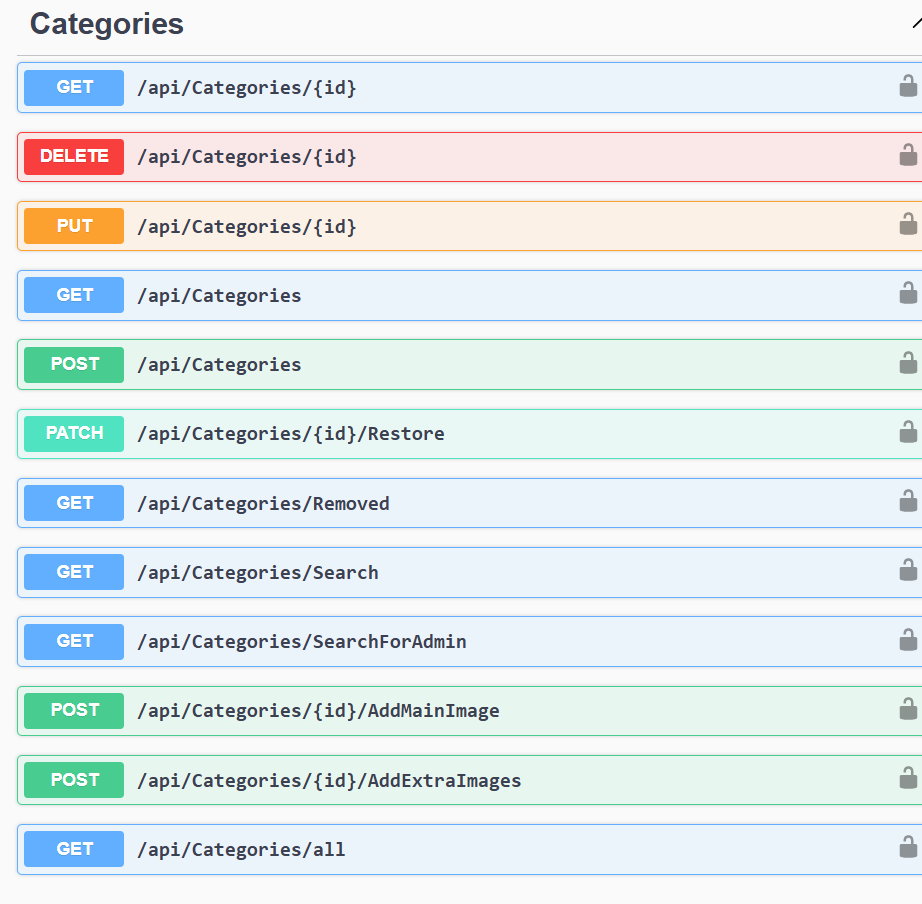 Categories
GET /api/Categories/{id}
DELETE /api/Categories/{id}
PUT /api/Categories/{id}
GET /api/Categories
POST /api/Categories
PATCH /api/Categories/{id}/Restore
GET /api/Categories/Removed
GET /api/Categories/Search
GET /api/Categories/SearchForAdmin
POST /api/Categories/{id}/AddMainImage
POST /api/Categories/{id}/AddExtraImages
GET /api/Categories/all